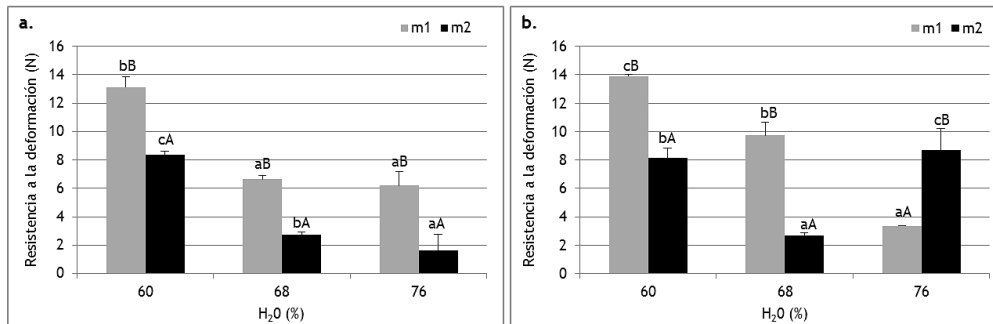 a.
m1 m2
Resistencia a la deformación (N)
16
14
12
10
8
6
4
2
0
bB
cA
aB
bA
aB
aA
60 68 76
H₂0 (%)
b.
m1 m2
Resistencia a la deformación (N)
16
14
12
10
8
6
4
2
0
cB
bA
bB
aA
aA
cB
60 68 76
H₂0 (%)